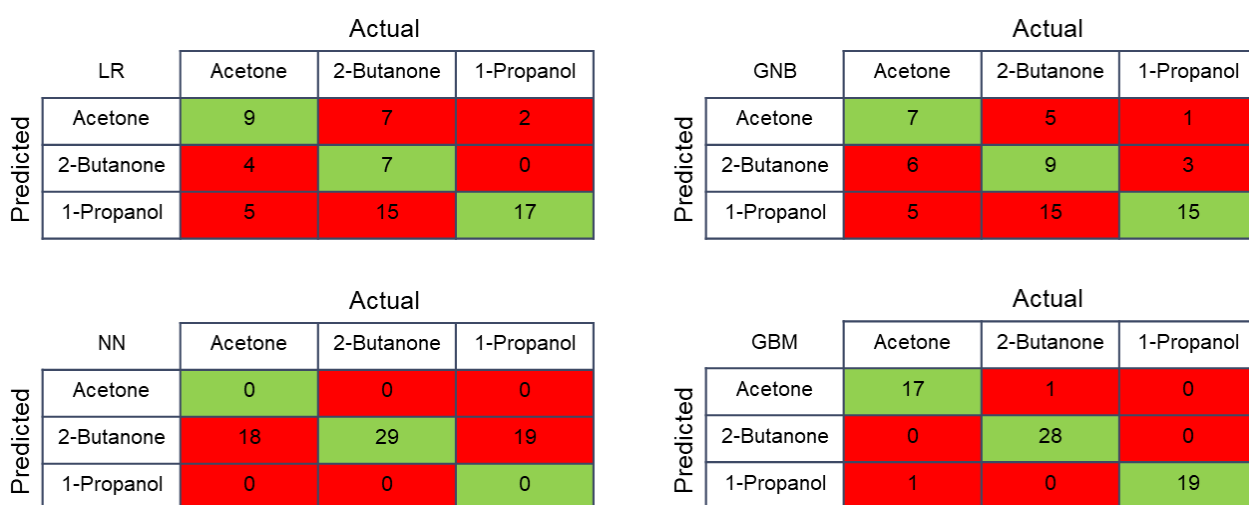 Actual
LR Acetone 2-Butanone 1-Propanol
Predicted
Acetone 9 7 2
2-Butanone 4 7 0
1-Propanol 5 15 17
Actual
GNB Acetone 2-Butanone 1-Propanol
Predicted
Acetone 7 5 1
2-Butanone 6 9 3
1-Propanol 5 15 15
Actual
NN Acetone 2-Butanone 1-Propanol
Predicted
Acetone 0 0 0
2-Butanone 18 29 19
1-Propanol 0 0 0
Actual
GBM Acetone 2-Butanone 1-Propanol
Predicted
Acetone 17 1 0
2-Butanone 0 28 0
1-Propanol 1 0 19